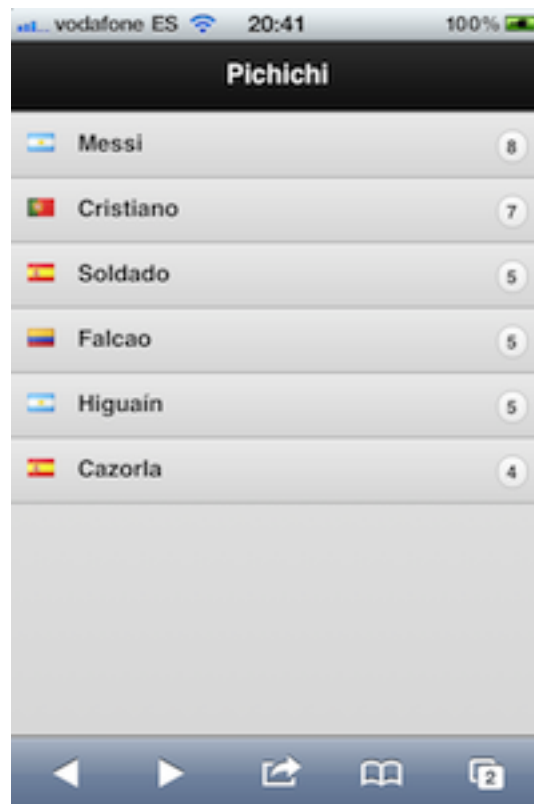 vodafone ES 20:41 100%
Pichichi
Messi 8
Cristiano 7
Soldado 5
Falcao 5
Higuaín 5
Cazorla 4
2